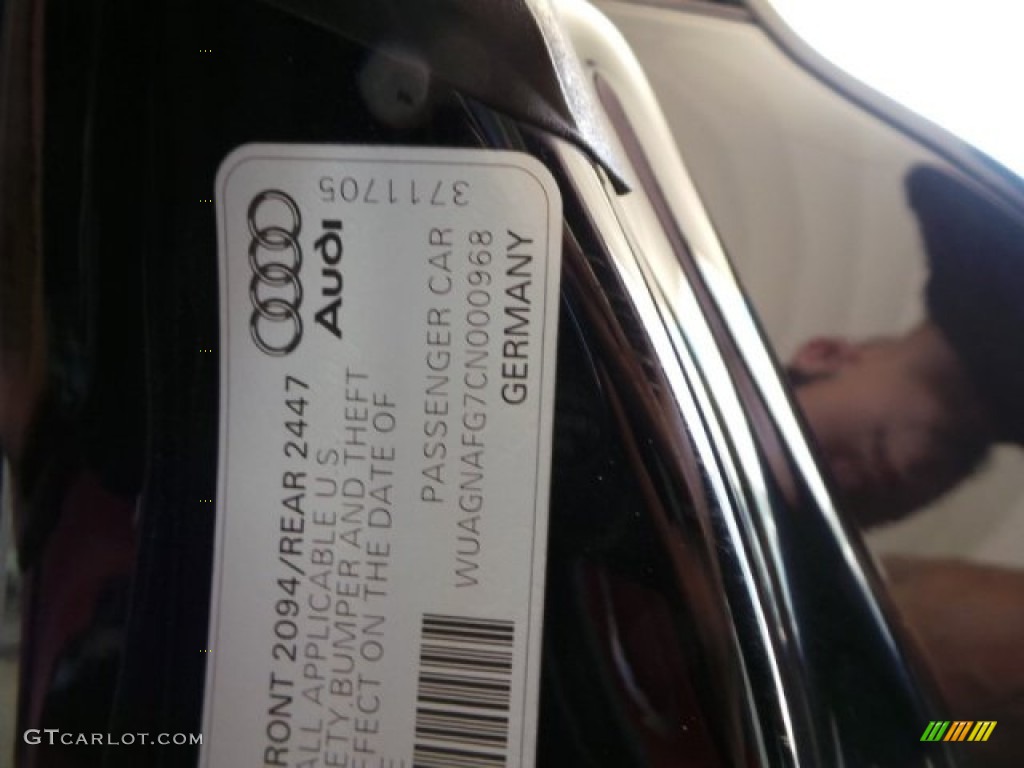 3711705
Audi
RONT 2094/REAR 2447
ALL APPLICABLE U S
ETY, BUMPER AND THEFT
FFECT ON THE DATE OF
E
PASSENGER CAR
WUAGNAFG7CN000968
GERMANY
GTCARLOT.COM